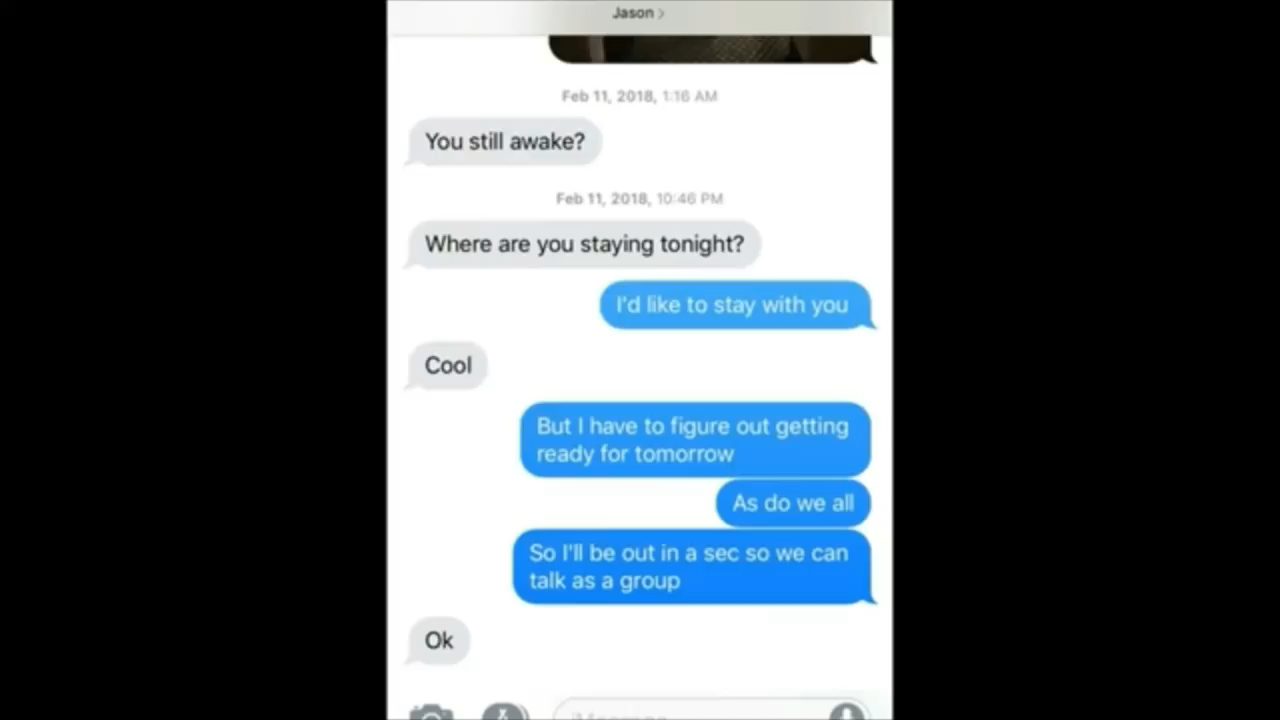 Jason
Feb 11, 2018, 1:16 AM
You still awake?
Feb 11, 2018, 10:46 PM
Where are you staying tonight?
I'd like to stay with you
Cool
But I have to figure out getting
ready for tomorrow
As do we all
So I'll be out in a sec so we can
talk as a group
Ok
iMessage